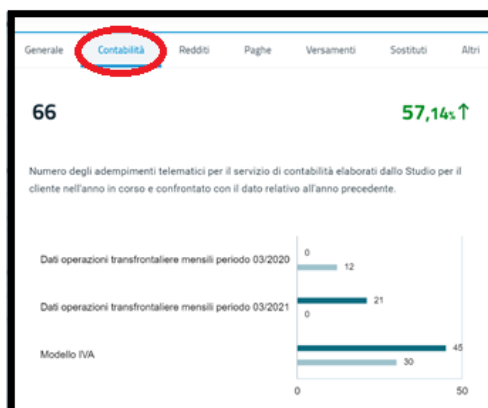 Generale Contabilità Redditi Paghe Versamenti Sostituti Altri
66 57,14%↑
Numero degli adempimenti telematici per il servizio di contabilità elaborati dallo Studio per il
cliente nell'anno in corso e confrontato con il dato relativo all'anno precedente.
Dati operazioni transfrontaliere mensili periodo 03/2020 0
12
Dati operazioni transfrontaliere mensili periodo 03/2021 21
0
Modello IVA 45
30
0 50